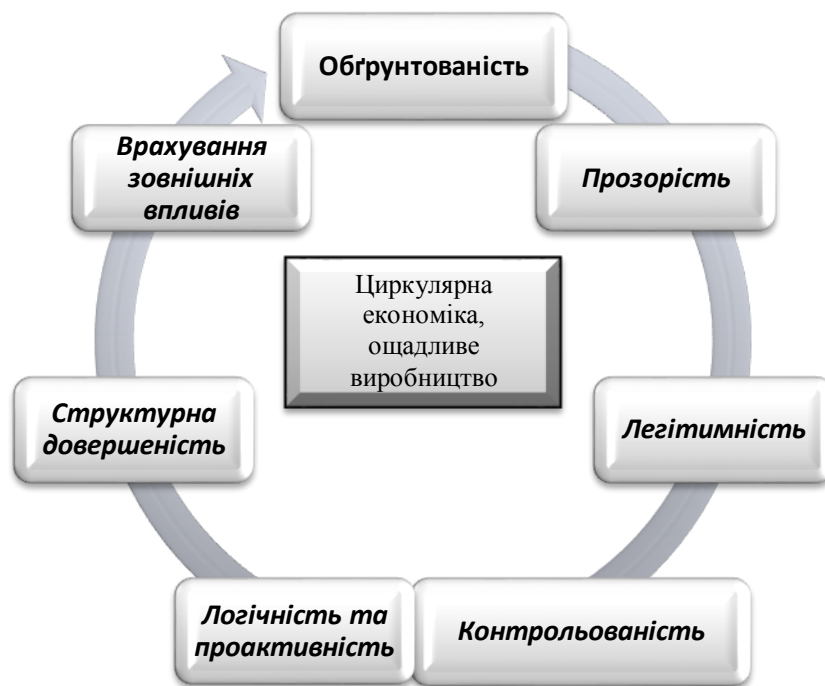 Обґрунтованість
Прозорість
Легітимність
Контрольованість
Логічність та
проактивність
Структурна
довершеність
Врахування
зовнішніх
впливів
Циркулярна
економіка,
ощадливе
виробництво